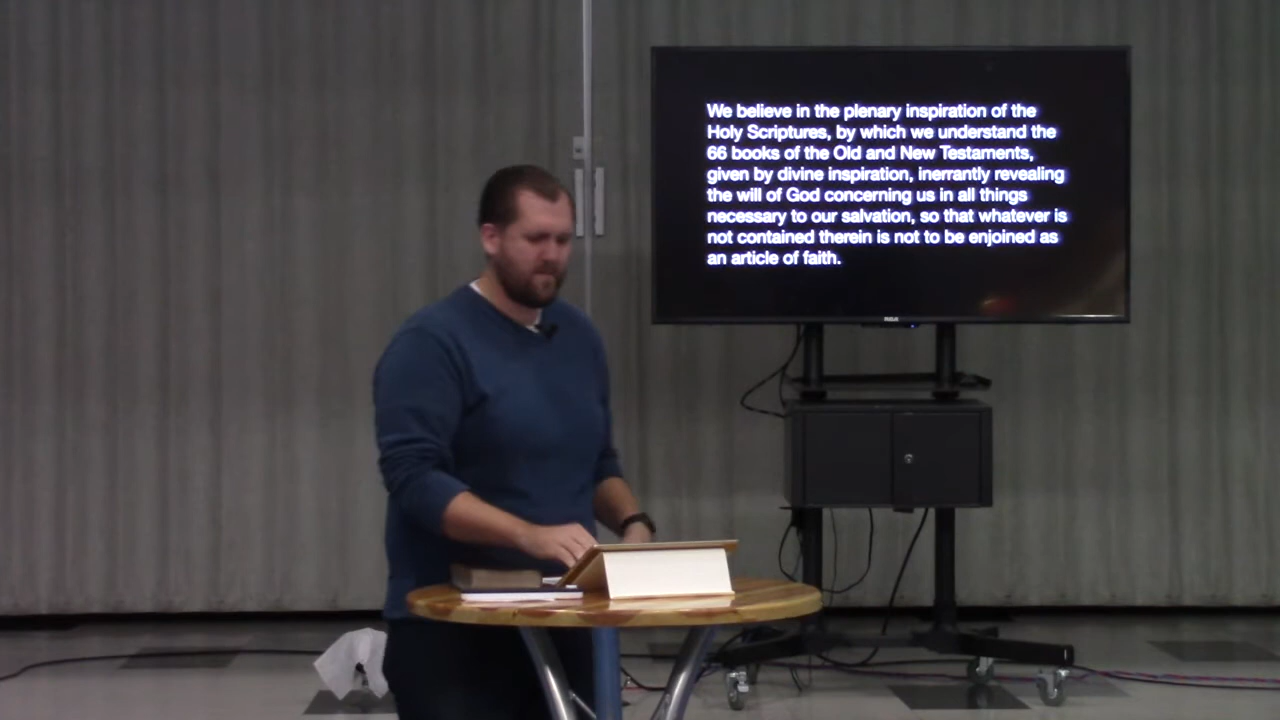 We believe in the plenary inspiration of the
Holy Scriptures, by which we understand the
66 books of the Old and New Testaments,
given by divine inspiration, inerrantly revealing
the will of God concerning us in all things
necessary to our salvation, so that whatever is
not contained therein is not to be enjoined as
an article of faith.